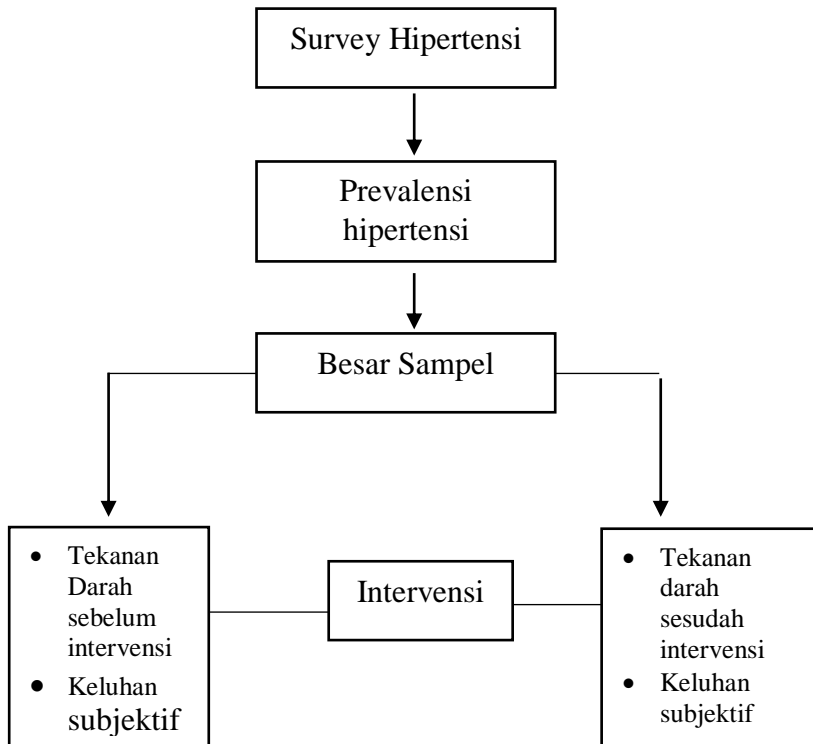 Survey Hipertensi
Prevalensi
hipertensi
Besar Sampel
• Tekanan
Darah
sebelum
intervensi
• Keluhan
subjektif
Intervensi
• Tekanan
darah
sesudah
intervensi
• Keluhan
subjektif